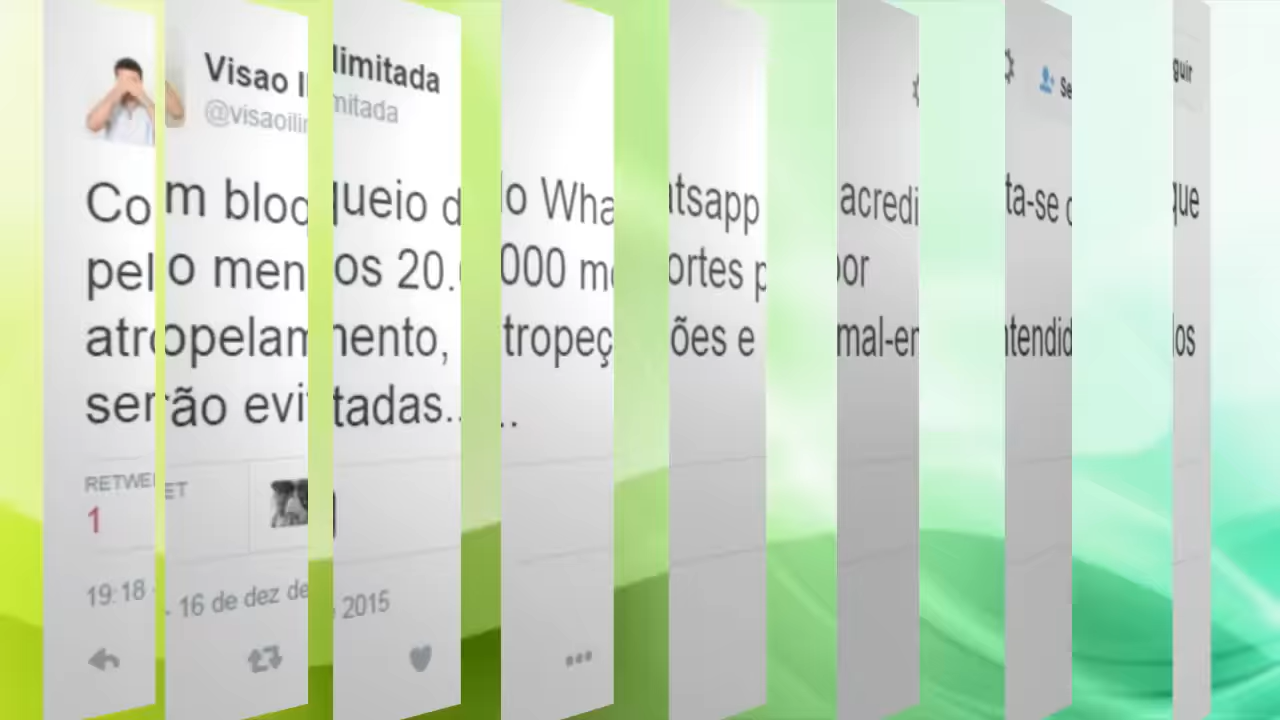 Visao Ilimitada
@visaoilimitada
Seguir
Com bloqueio do Whatsapp acredita-se que
pelo menos 20.000 mortes por
atropelamento, tropeções e mal-entendidos
serão evitadas....
RETWEET
1
19:18 - 16 de dez de 2015